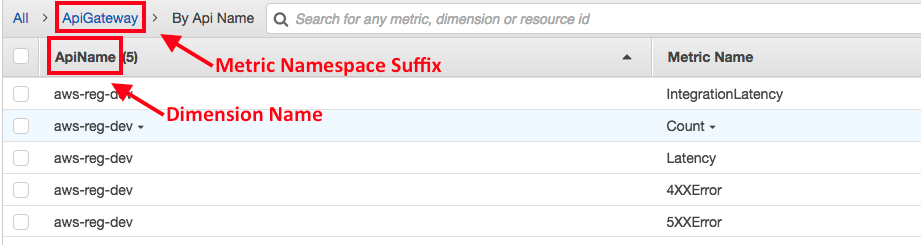 All > ApiGateway > By Api Name Search for any metric, dimension or resource id
ApiName (5) Metric Name
Metric Namespace Suffix
aws-reg-dev IntegrationLatency
Dimension Name
aws-reg-dev Count
aws-reg-dev Latency
aws-reg-dev 4XXError
aws-reg-dev 5XXError